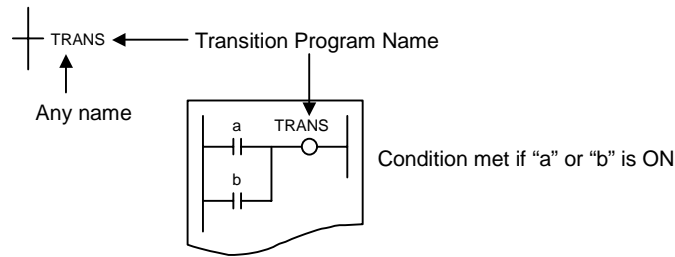 TRANS
Transition Program Name
Any name
a
TRANS
b
Condition met if “a” or “b” is ON